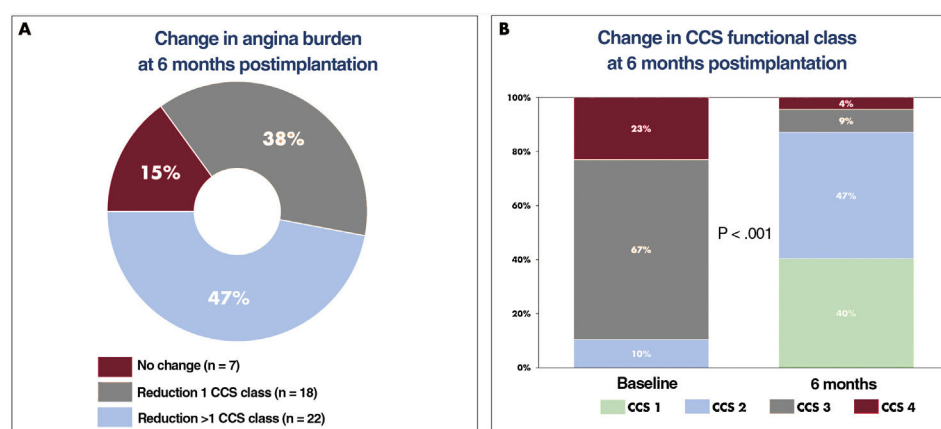 A
Change in angina burden
at 6 months postimplantation
38%
15%
47%
No change (n = 7)
Reduction 1 CCS class (n = 18)
Reduction >1 CCS class (n = 22)
B
Change in CCS functional class
at 6 months postimplantation
100%
80%
60%
40%
20%
0%
23%
67%
10%
P < .001
4%
9%
47%
40%
Baseline
6 months
CCS 1
CCS 2
CCS 3
CCS 4